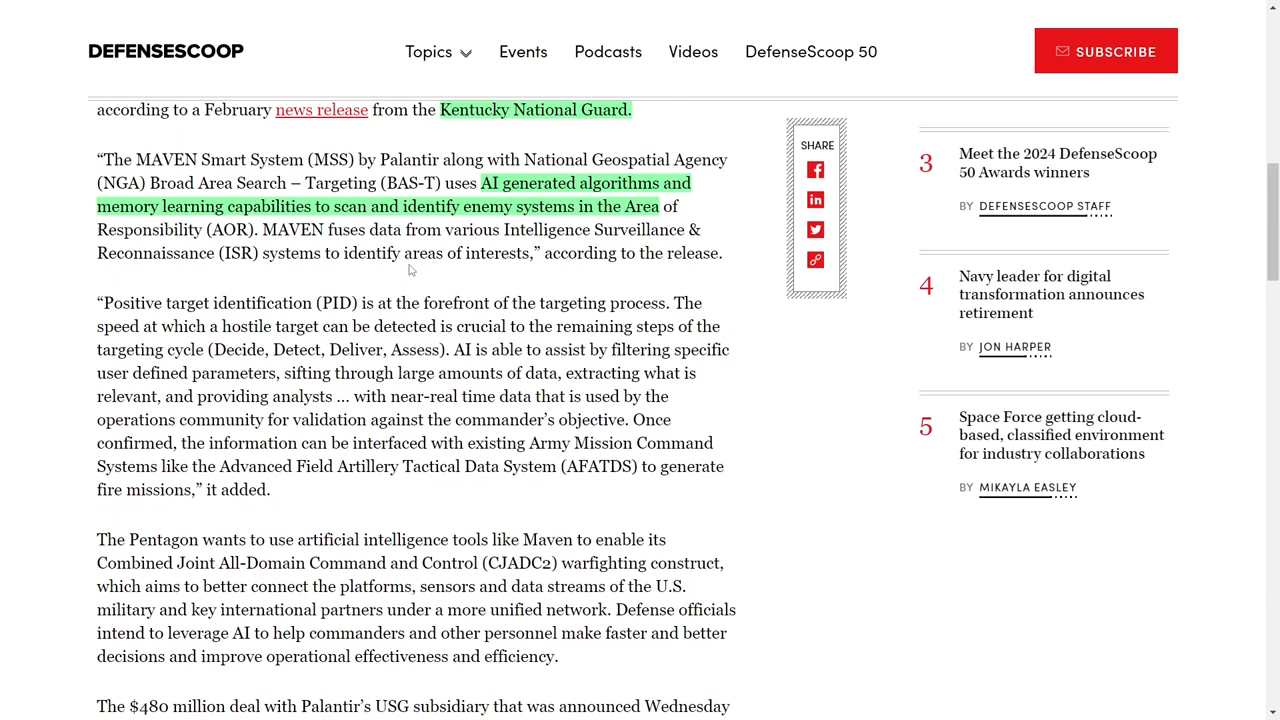 DEFENSESCOOP
Topics
Events
Podcasts
Videos
DefenseScoop 50
SUBSCRIBE
according to a February news release from the Kentucky National Guard.
“The MAVEN Smart System (MSS) by Palantir along with National Geospatial Agency
(NGA) Broad Area Search – Targeting (BAS-T) uses AI generated algorithms and
memory learning capabilities to scan and identify enemy systems in the Area of
Responsibility (AOR). MAVEN fuses data from various Intelligence Surveillance &
Reconnaissance (ISR) systems to identify areas of interests,” according to the release.
“Positive target identification (PID) is at the forefront of the targeting process. The
speed at which a hostile target can be detected is crucial to the remaining steps of the
targeting cycle (Decide, Detect, Deliver, Assess). AI is able to assist by filtering specific
user defined parameters, sifting through large amounts of data, extracting what is
relevant, and providing analysts … with near-real time data that is used by the
operations community for validation against the commander’s objective. Once
confirmed, the information can be interfaced with existing Army Mission Command
Systems like the Advanced Field Artillery Tactical Data System (AFATDS) to generate
fire missions,” it added.
The Pentagon wants to use artificial intelligence tools like Maven to enable its
Combined Joint All-Domain Command and Control (CJADC2) warfighting construct,
which aims to better connect the platforms, sensors and data streams of the U.S.
military and key international partners under a more unified network. Defense officials
intend to leverage AI to help commanders and other personnel make faster and better
decisions and improve operational effectiveness and efficiency.
The $480 million deal with Palantir’s USG subsidiary that was announced Wednesday
SHARE
3
Meet the 2024 DefenseScoop
50 Awards winners
BY DEFENSESCOOP STAFF
4
Navy leader for digital
transformation announces
retirement
BY JON HARPER
5
Space Force getting cloud-
based, classified environment
for industry collaborations
BY MIKAYLA EASLEY